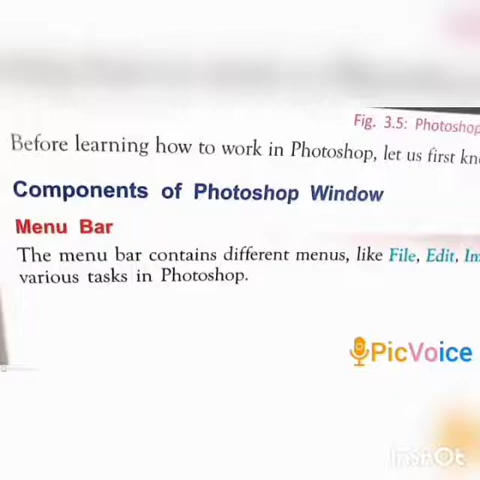 Fig. 3.5: Photoshop
Before learning how to work in Photoshop, let us first kn
Components of Photoshop Window
Menu Bar
The menu bar contains different menus, like File, Edit, Im
various tasks in Photoshop.
PicVoice
InShOt